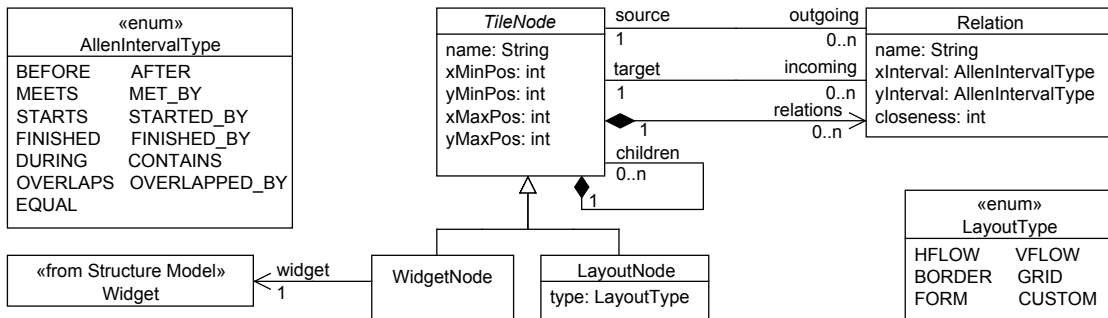 «enum»
AllenIntervalType
BEFORE AFTER
MEETS MET_BY
STARTS STARTED_BY
FINISHED FINISHED_BY
DURING CONTAINS
OVERLAPS OVERLAPPED_BY
EQUAL
TileNode
name: String
xMinPos: int
yMinPos: int
xMaxPos: int
yMaxPos: int
source outgoing
1 0..n
target incoming
1 0..n
relations
1 0..n
children
0..n
1
Relation
name: String
xInterval: AllenIntervalType
yInterval: AllenIntervalType
closeness: int
«enum»
LayoutType
HFLOW VFLOW
BORDER GRID
FORM CUSTOM
«from Structure Model»
Widget
widget
1
WidgetNode
LayoutNode
type: LayoutType